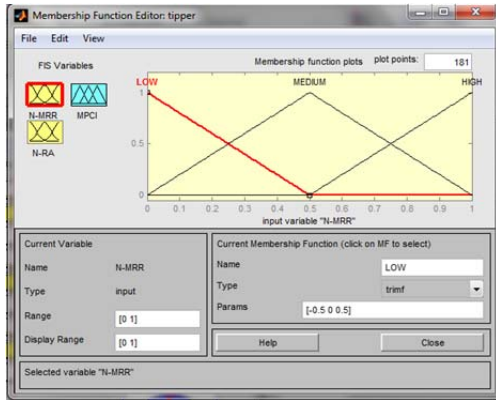 Membership Function Editor: tipper
File Edit View
FIS Variables
Membership function plots plot points: 181
N-MRR MPCI
N-RA
LOW MEDIUM HIGH
1
0.5
0
0 0.1 0.2 0.3 0.4 0.5 0.6 0.7 0.8 0.9 1
input variable "N-MRR"
Current Variable
Name N-MRR
Type input
Range [0 1]
Display Range [0 1]
Current Membership Function (click on MF to select)
Name LOW
Type trimf
Params [-0.5 0 0.5]
Help Close
Selected variable "N-MRR"